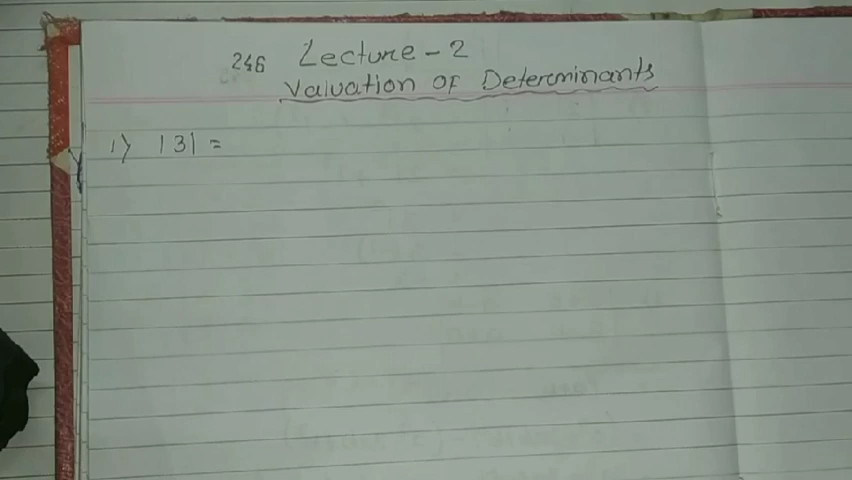 246 Lecture - 2
Valuation of Determinants
1) |3| =